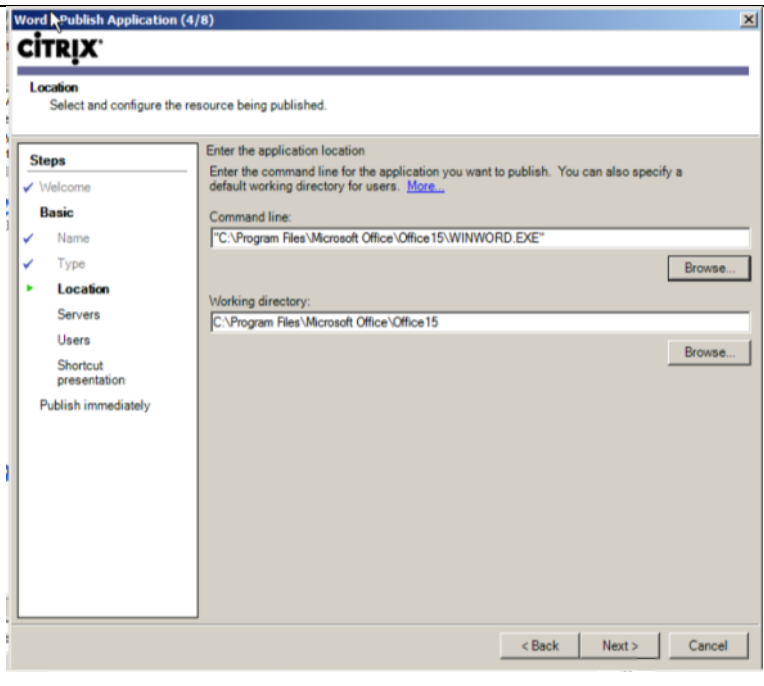 Word - Publish Application (4/8)
CİTRIX
Location
Select and configure the resource being published.
Steps
Welcome
Basic
Name
Type
Location
Servers
Users
Shortcut
presentation
Publish immediately
Enter the application location
Enter the command line for the application you want to publish. You can also specify a
default working directory for users. More...
Command line:
"C:\Program Files\Microsoft Office\Office15\WINWORD.EXE"
Browse...
Working directory:
C:\Program Files\Microsoft Office\Office15
Browse...
< Back
Next >
Cancel